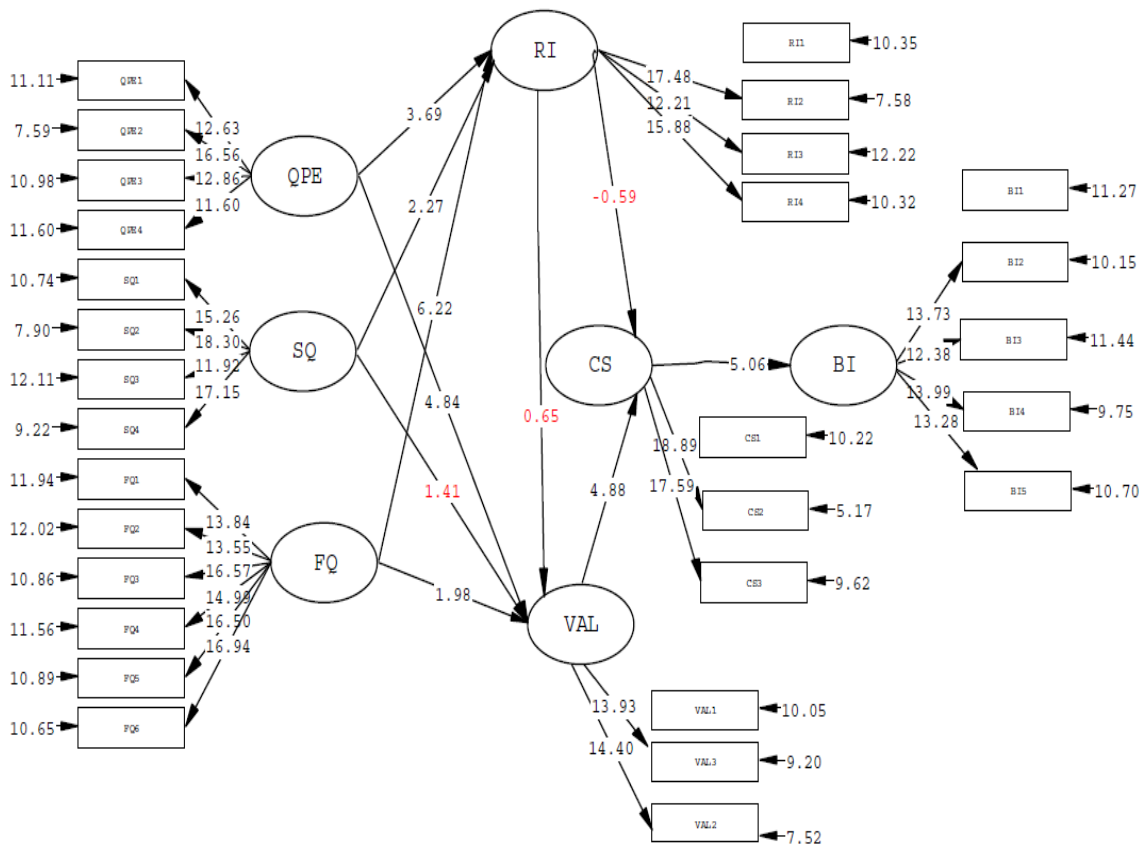 RI
RI1
10.35
17.48
RI2
7.58
12.21
15.88
RI3
12.22
RI4
10.32
11.11
QPE1
12.63
7.59
QPE2
16.56
10.98
QPE3
12.86
11.60
QPE4
11.60
QPE
3.69
2.27
-0.59
BI1
11.27
BI2
10.15
10.74
SQ1
15.26
7.90
SQ2
18.30
12.11
SQ3
11.92
9.22
SQ4
17.15
SQ
6.22
4.84
1.41
0.65
CS
5.06
BI
13.73
12.38
BI3
11.44
13.99
BI4
9.75
13.28
BI5
10.70
18.89
CS1
10.22
17.59
CS2
5.17
CS3
9.62
4.88
11.94
FQ1
13.84
12.02
FQ2
13.55
10.86
FQ3
16.57
11.56
FQ4
14.99
10.89
FQ5
16.50
10.65
FQ6
16.94
FQ
1.98
VAL
13.93
VAL1
10.05
14.40
VAL3
9.20
VAL2
7.52